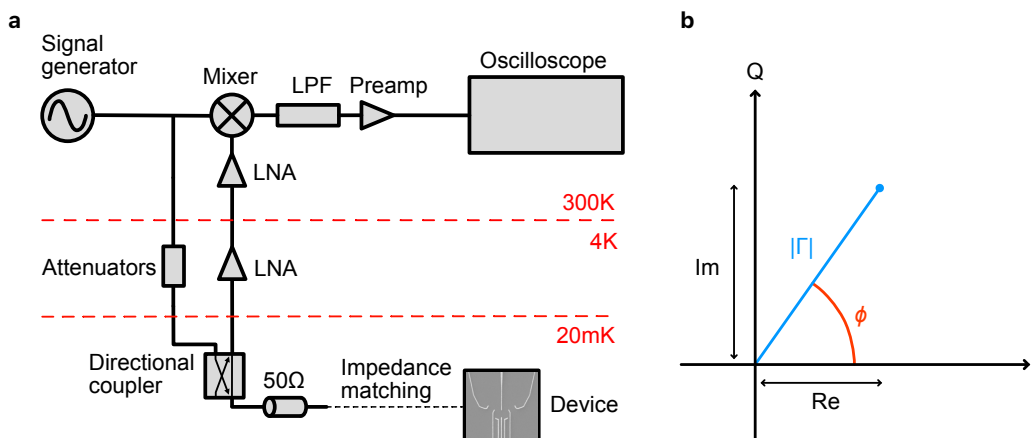 a
Signal
generator
Mixer
LPF
Preamp
Oscilloscope
LNA
300K
4K
Attenuators
LNA
20mK
Directional
coupler
50Ω
Impedance
matching
Device
b
Q
|Γ|
Im
ϕ
Re